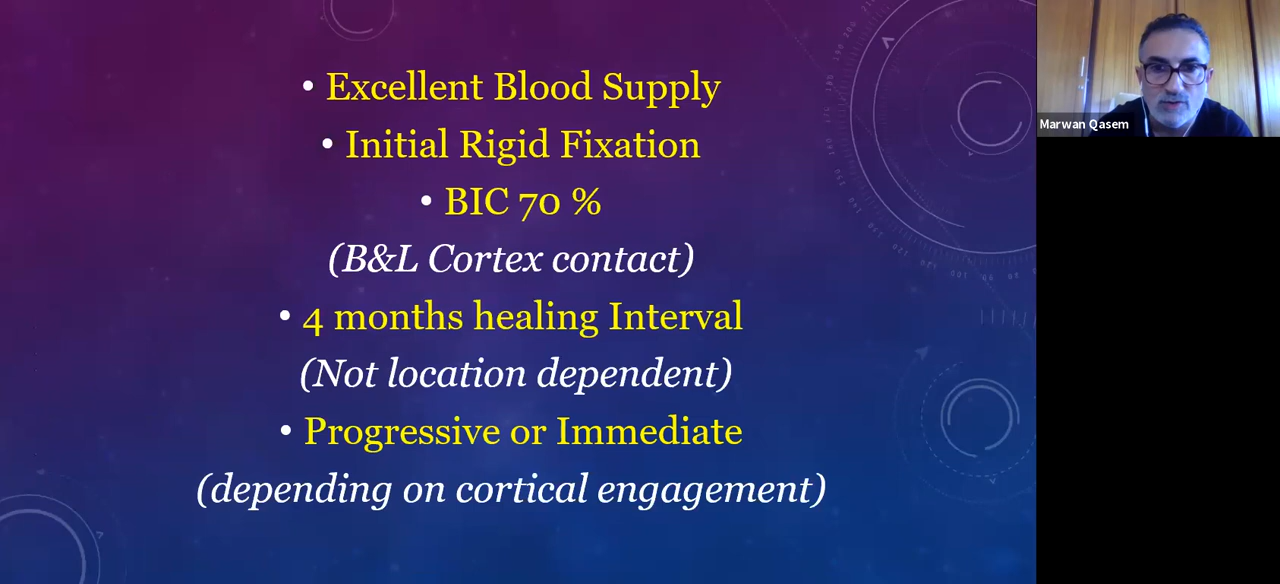 • Excellent Blood Supply
• Initial Rigid Fixation
• BIC 70 %
(B&L Cortex contact)
• 4 months healing Interval
(Not location dependent)
• Progressive or Immediate
(depending on cortical engagement)
Marwan Qasem